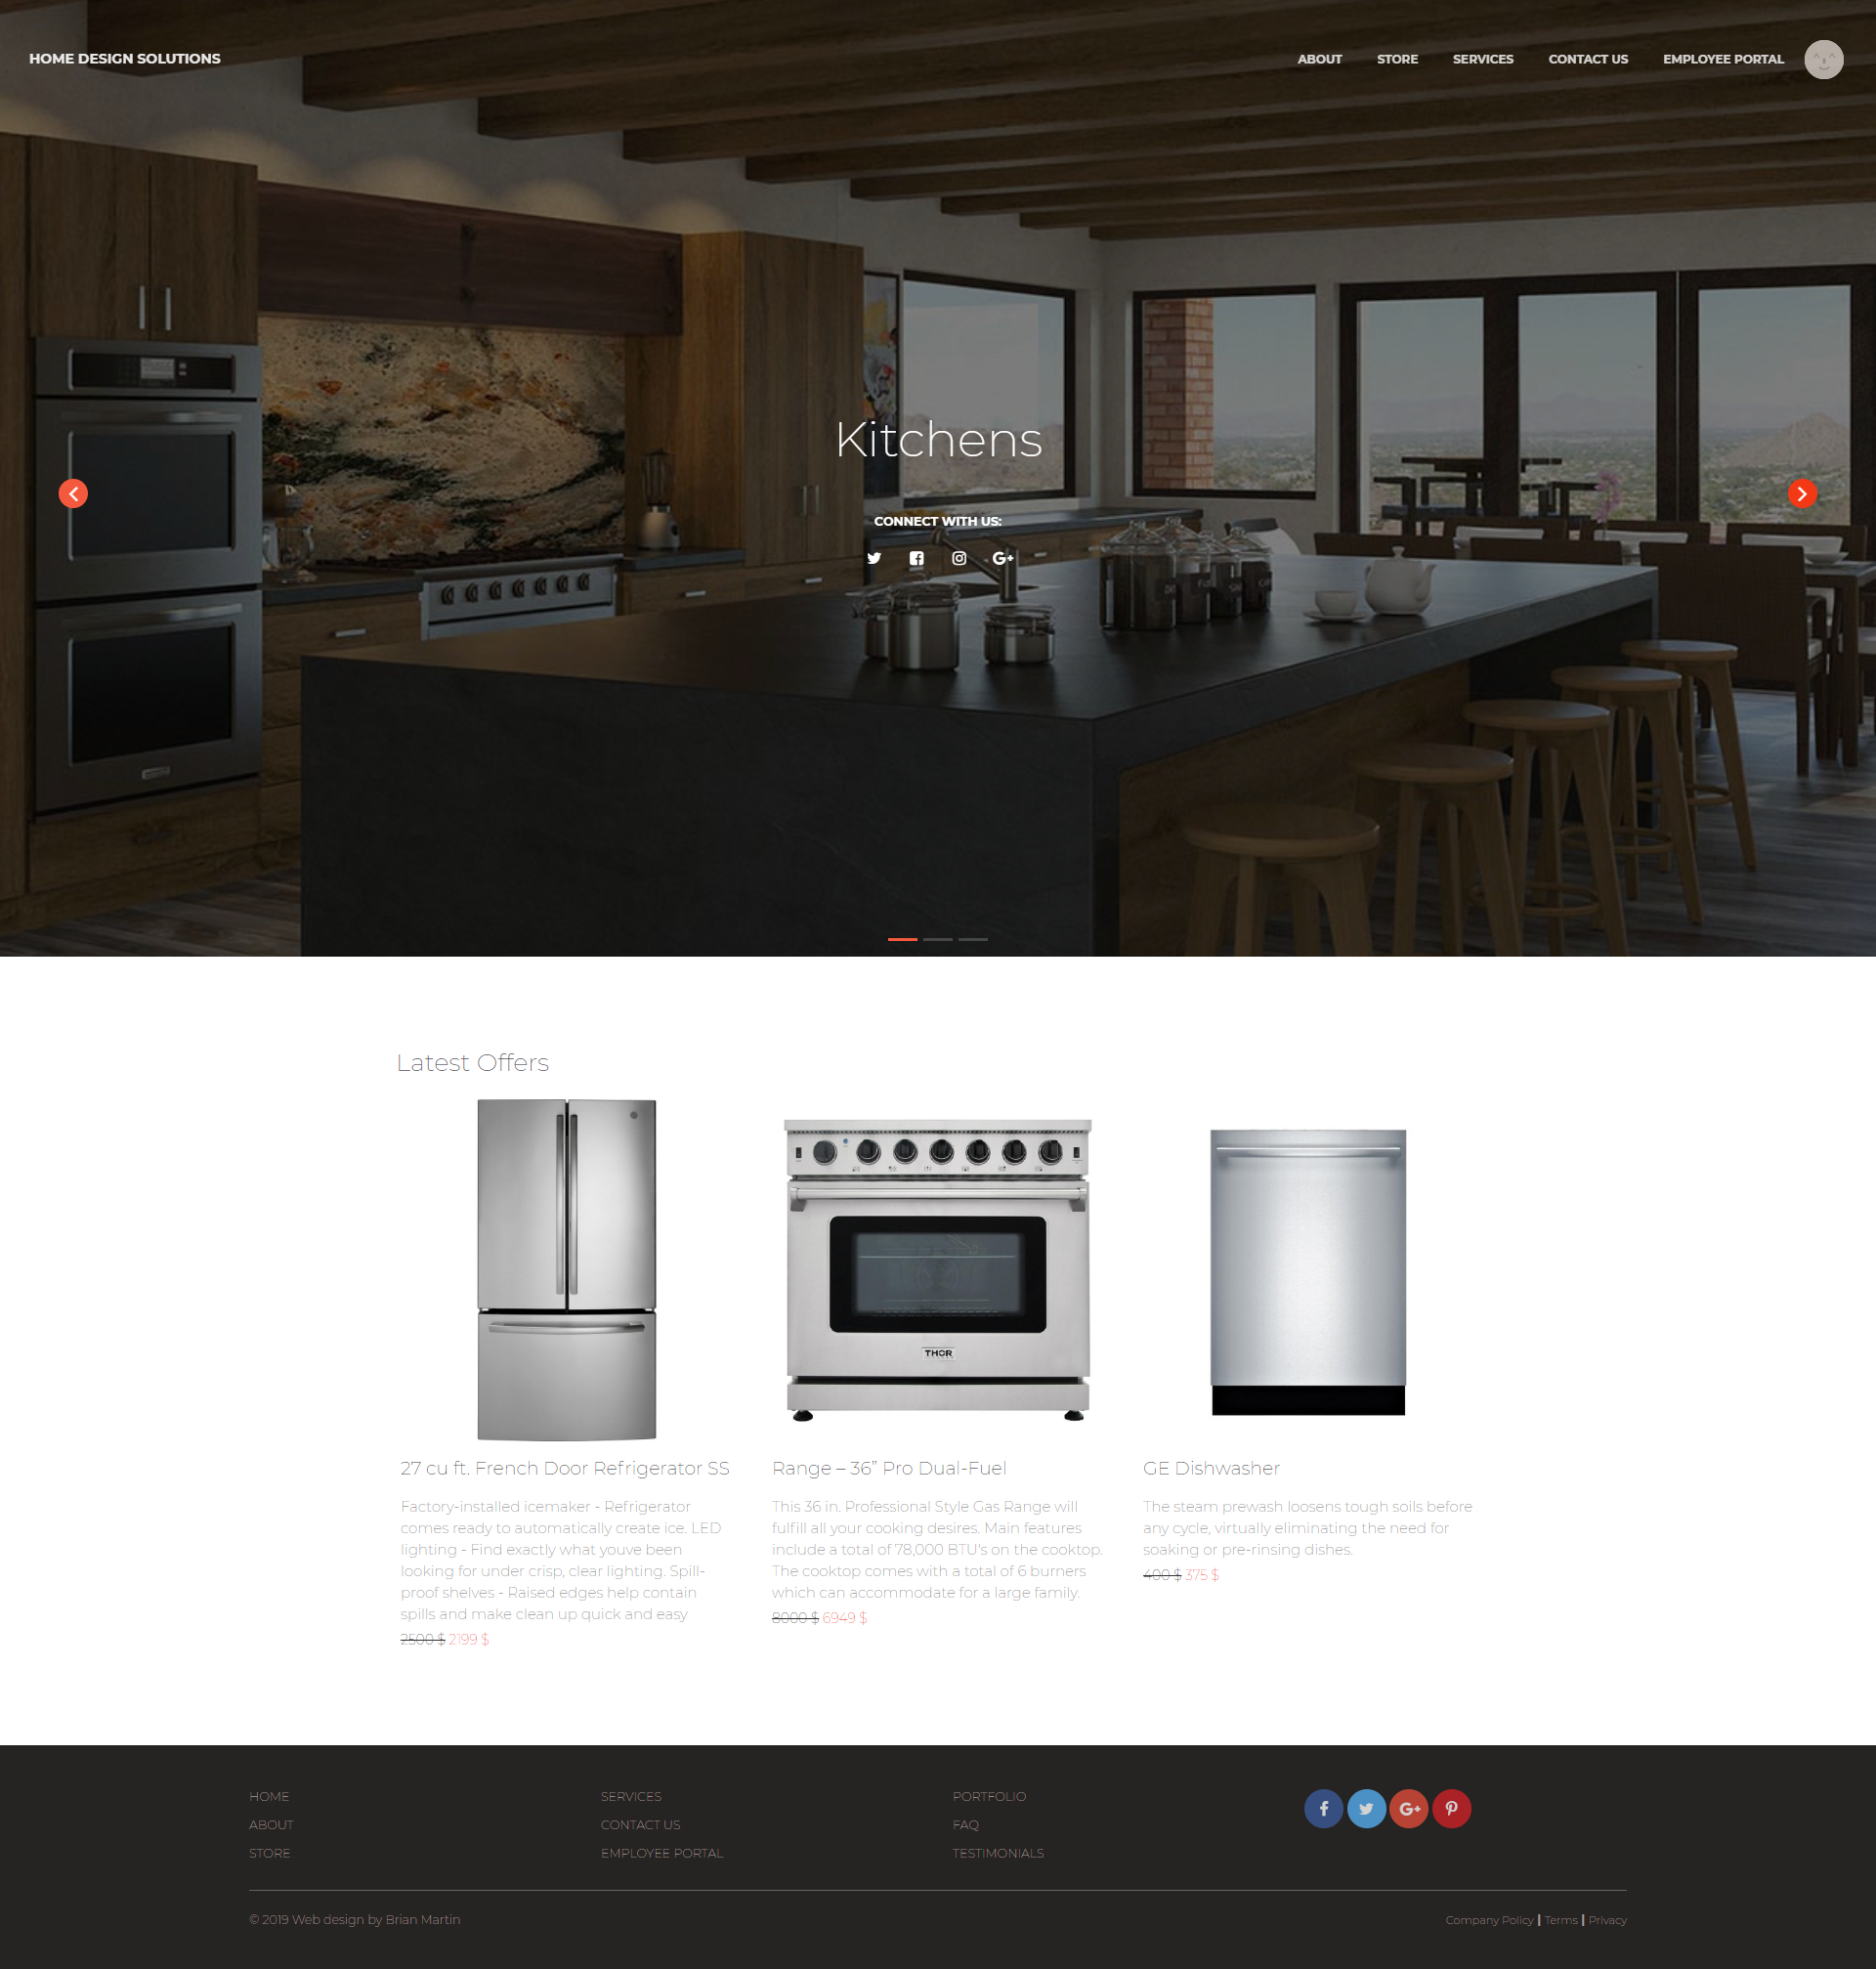 HOME DESIGN SOLUTIONS
ABOUT STORE SERVICES CONTACT US EMPLOYEE PORTAL
Kitchens
CONNECT WITH US:
G+
Latest Offers
THOR
27 cu ft. French Door Refrigerator SS
Factory-installed icemaker - Refrigerator
comes ready to automatically create ice. LED
lighting - Find exactly what youve been
looking for under crisp, clear lighting. Spill-
proof shelves - Raised edges help contain
spills and make clean up quick and easy
2500 $ 2199 $
Range – 36” Pro Dual-Fuel
This 36 in. Professional Style Gas Range will
fulfill all your cooking desires. Main features
include a total of 78,000 BTU's on the cooktop.
The cooktop comes with a total of 6 burners
which can accommodate for a large family.
8000 $ 6949 $
GE Dishwasher
The steam prewash loosens tough soils before
any cycle, virtually eliminating the need for
soaking or pre-rinsing dishes.
400 $ 375 $
HOME
ABOUT
STORE
SERVICES
CONTACT US
EMPLOYEE PORTAL
PORTFOLIO
FAQ
TESTIMONIALS
G+
© 2019 Web design by Brian Martin
Company Policy | Terms | Privacy